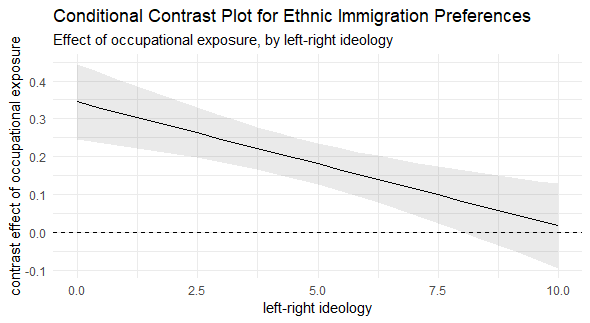 Conditional Contrast Plot for Ethnic Immigration Preferences
Effect of occupational exposure, by left-right ideology
contrast effect of occupational exposure
0.4
0.3
0.2
0.1
0.0
-0.1
0.0 2.5 5.0 7.5 10.0
left-right ideology